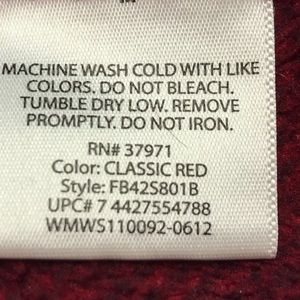 MACHINE WASH COLD WITH LIKE
COLORS. DO NOT BLEACH.
TUMBLE DRY LOW. REMOVE
PROMPTLY. DO NOT IRON.
RN# 37971
Color: CLASSIC RED
Style: FB42S801B
UPC# 7 4427554788
WMWS110092-0612